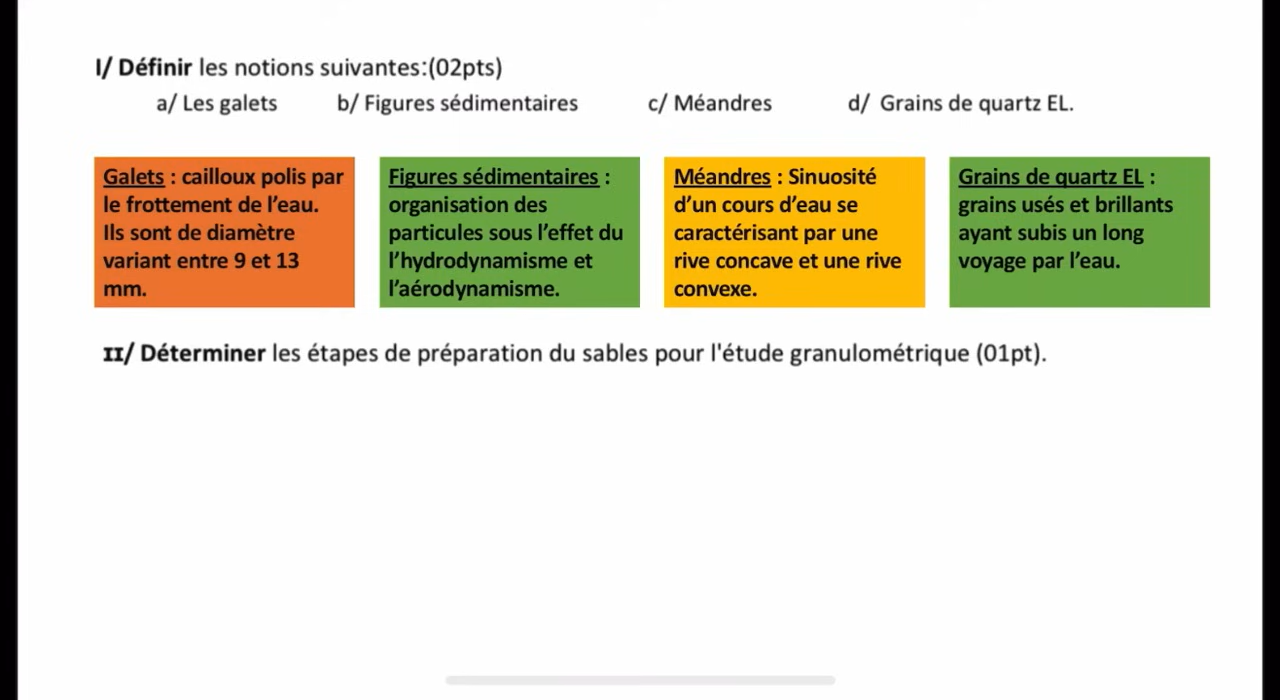 I/ Définir les notions suivantes:(02pts)
a/ Les galets b/ Figures sédimentaires c/ Méandres d/ Grains de quartz EL.
Galets : cailloux polis par
le frottement de l’eau.
Ils sont de diamètre
variant entre 9 et 13
mm.
Figures sédimentaires :
organisation des
particules sous l’effet du
l’hydrodynamisme et
l’aérodynamisme.
Méandres : Sinuosité
d’un cours d’eau se
caractérisant par une
rive concave et une rive
convexe.
Grains de quartz EL :
grains usés et brillants
ayant subis un long
voyage par l’eau.
II/ Déterminer les étapes de préparation du sables pour l'étude granulométrique (01pt).